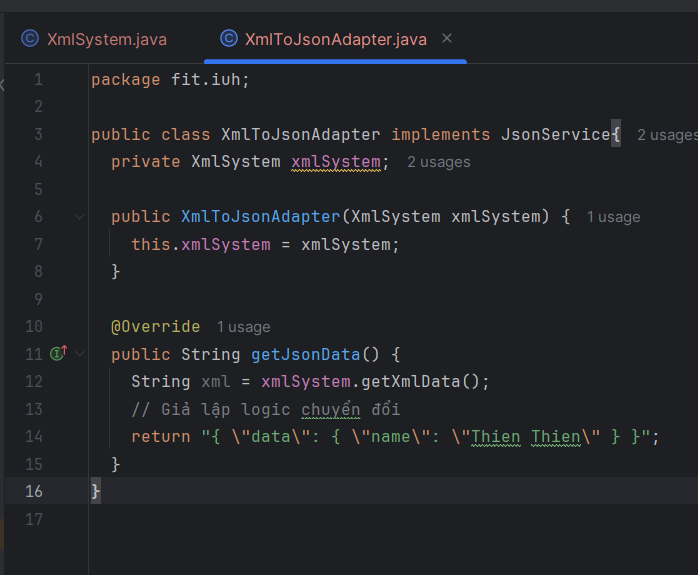 XmlSystem.java XmlToJsonAdapter.java
1 package fit.iuh;
2
3 public class XmlToJsonAdapter implements JsonService{ 2 usages
4 private XmlSystem xmlSystem; 2 usages
5
6 public XmlToJsonAdapter(XmlSystem xmlSystem) { 1 usage
7 this.xmlSystem = xmlSystem;
8 }
9
10 @Override 1 usage
11 public String getJsonData() {
12 String xml = xmlSystem.getXmlData();
13 // Giả lập logic chuyển đổi
14 return "{ \"data\": { \"name\": \"Thien Thien\" } }";
15 }
16 }
17